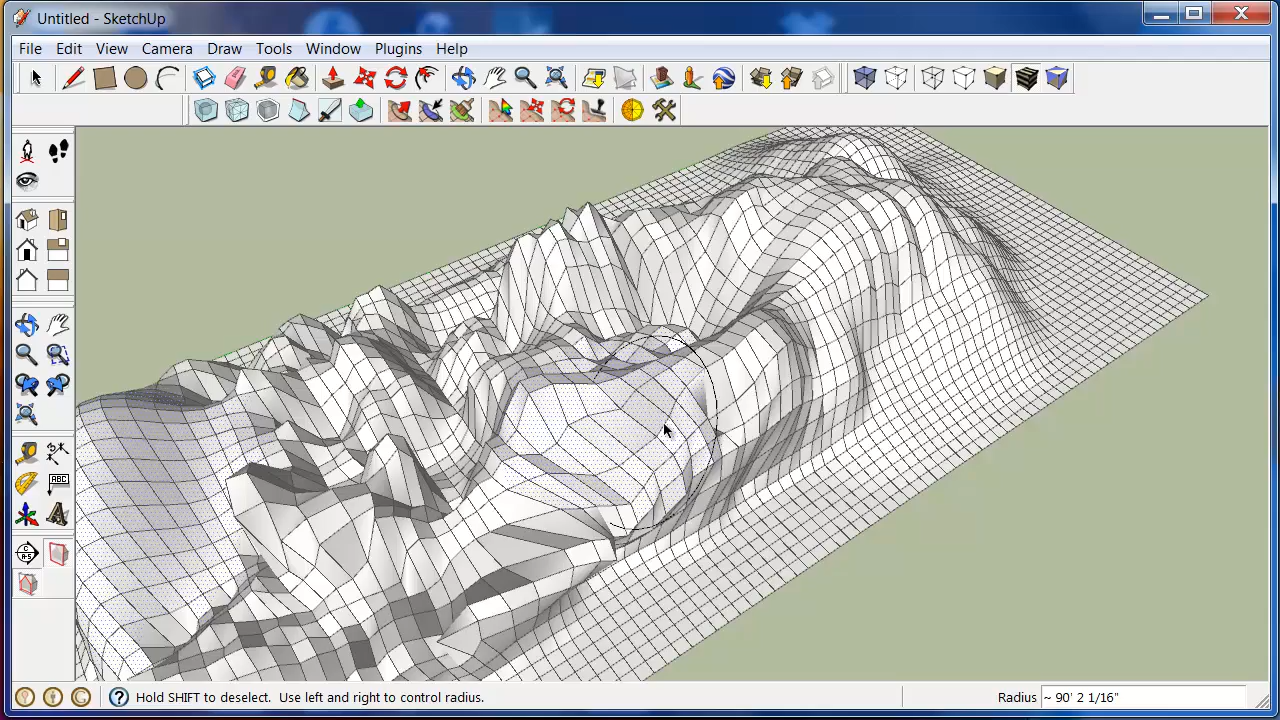 Untitled - SketchUp
File Edit View Camera Draw Tools Window Plugins Help
ABC
A
Hold SHIFT to deselect. Use left and right to control radius.
Radius ~ 90' 2 1/16"